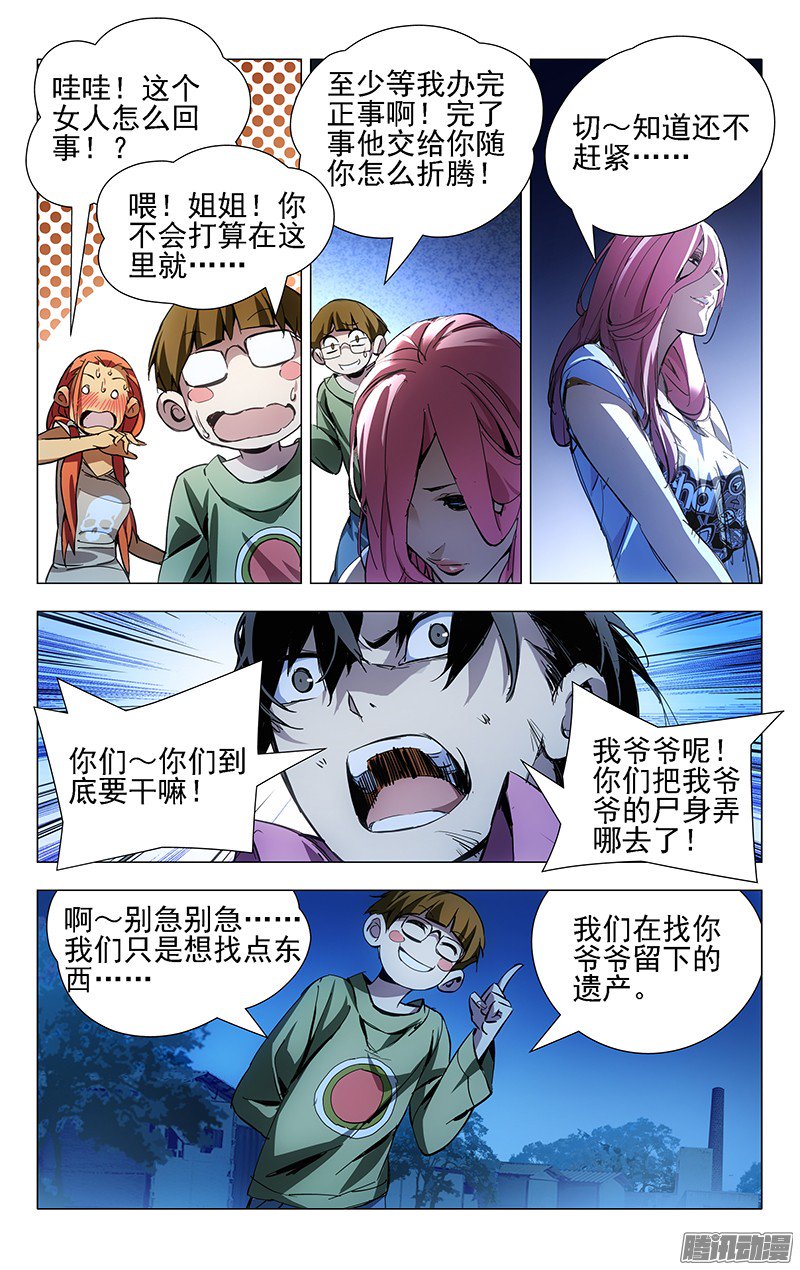 哇哇！这个
女人怎么回
事！？
喂！姐姐！你
不会打算在这
里就……
至少等我办完
正事啊！完了
事他交给你随
你怎么折腾！
切～知道还不
赶紧……
你们～你们到
底要干嘛！
我爷爷呢！
你们把我爷
爷的尸身弄
哪去了！
啊～别急别急……
我们只是想找点东
西……
我们在找你
爷爷留下的
遗产。
腾讯动漫